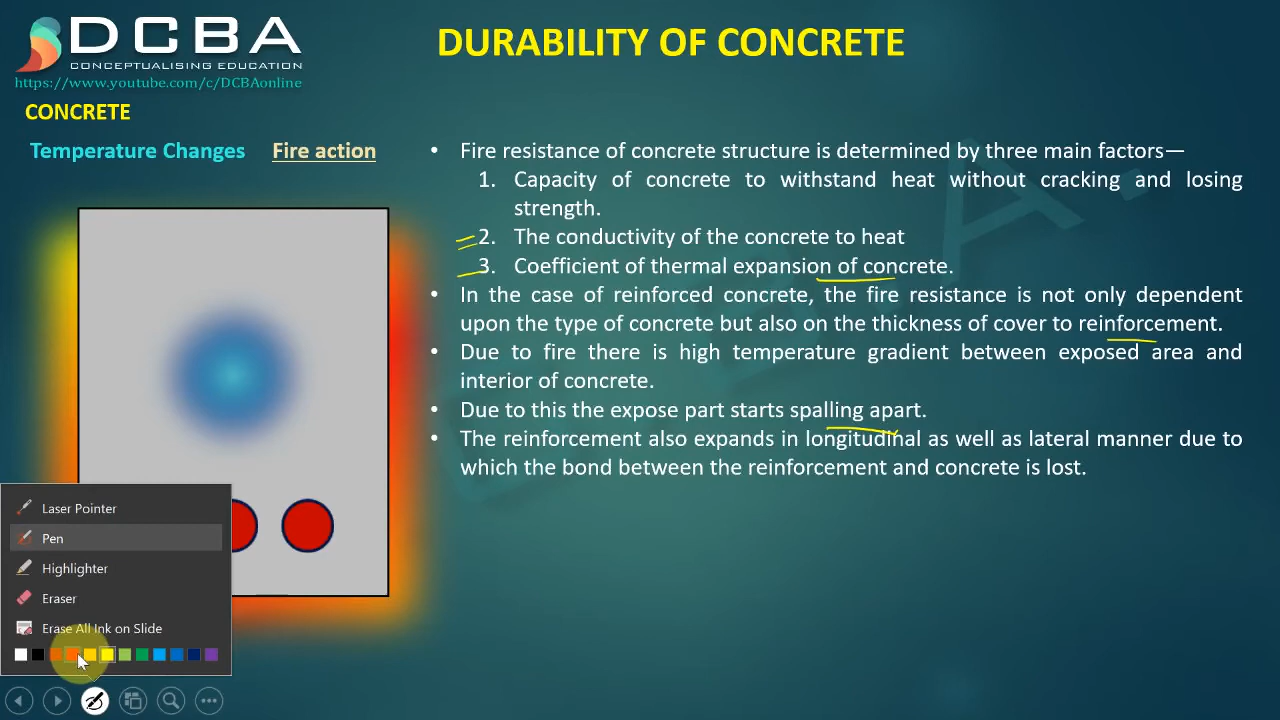 DCBA
CONCEPTUALISING EDUCATION
https://www.youtube.com/c/DCBAonline
DURABILITY OF CONCRETE
CONCRETE
Temperature Changes Fire action
• Fire resistance of concrete structure is determined by three main factors—
1. Capacity of concrete to withstand heat without cracking and losing
strength.
2. The conductivity of the concrete to heat
3. Coefficient of thermal expansion of concrete.
• In the case of reinforced concrete, the fire resistance is not only dependent
upon the type of concrete but also on the thickness of cover to reinforcement.
• Due to fire there is high temperature gradient between exposed area and
interior of concrete.
• Due to this the expose part starts spalling apart.
• The reinforcement also expands in longitudinal as well as lateral manner due to
which the bond between the reinforcement and concrete is lost.
Laser Pointer
Pen
Highlighter
Eraser
Erase All Ink on Slide